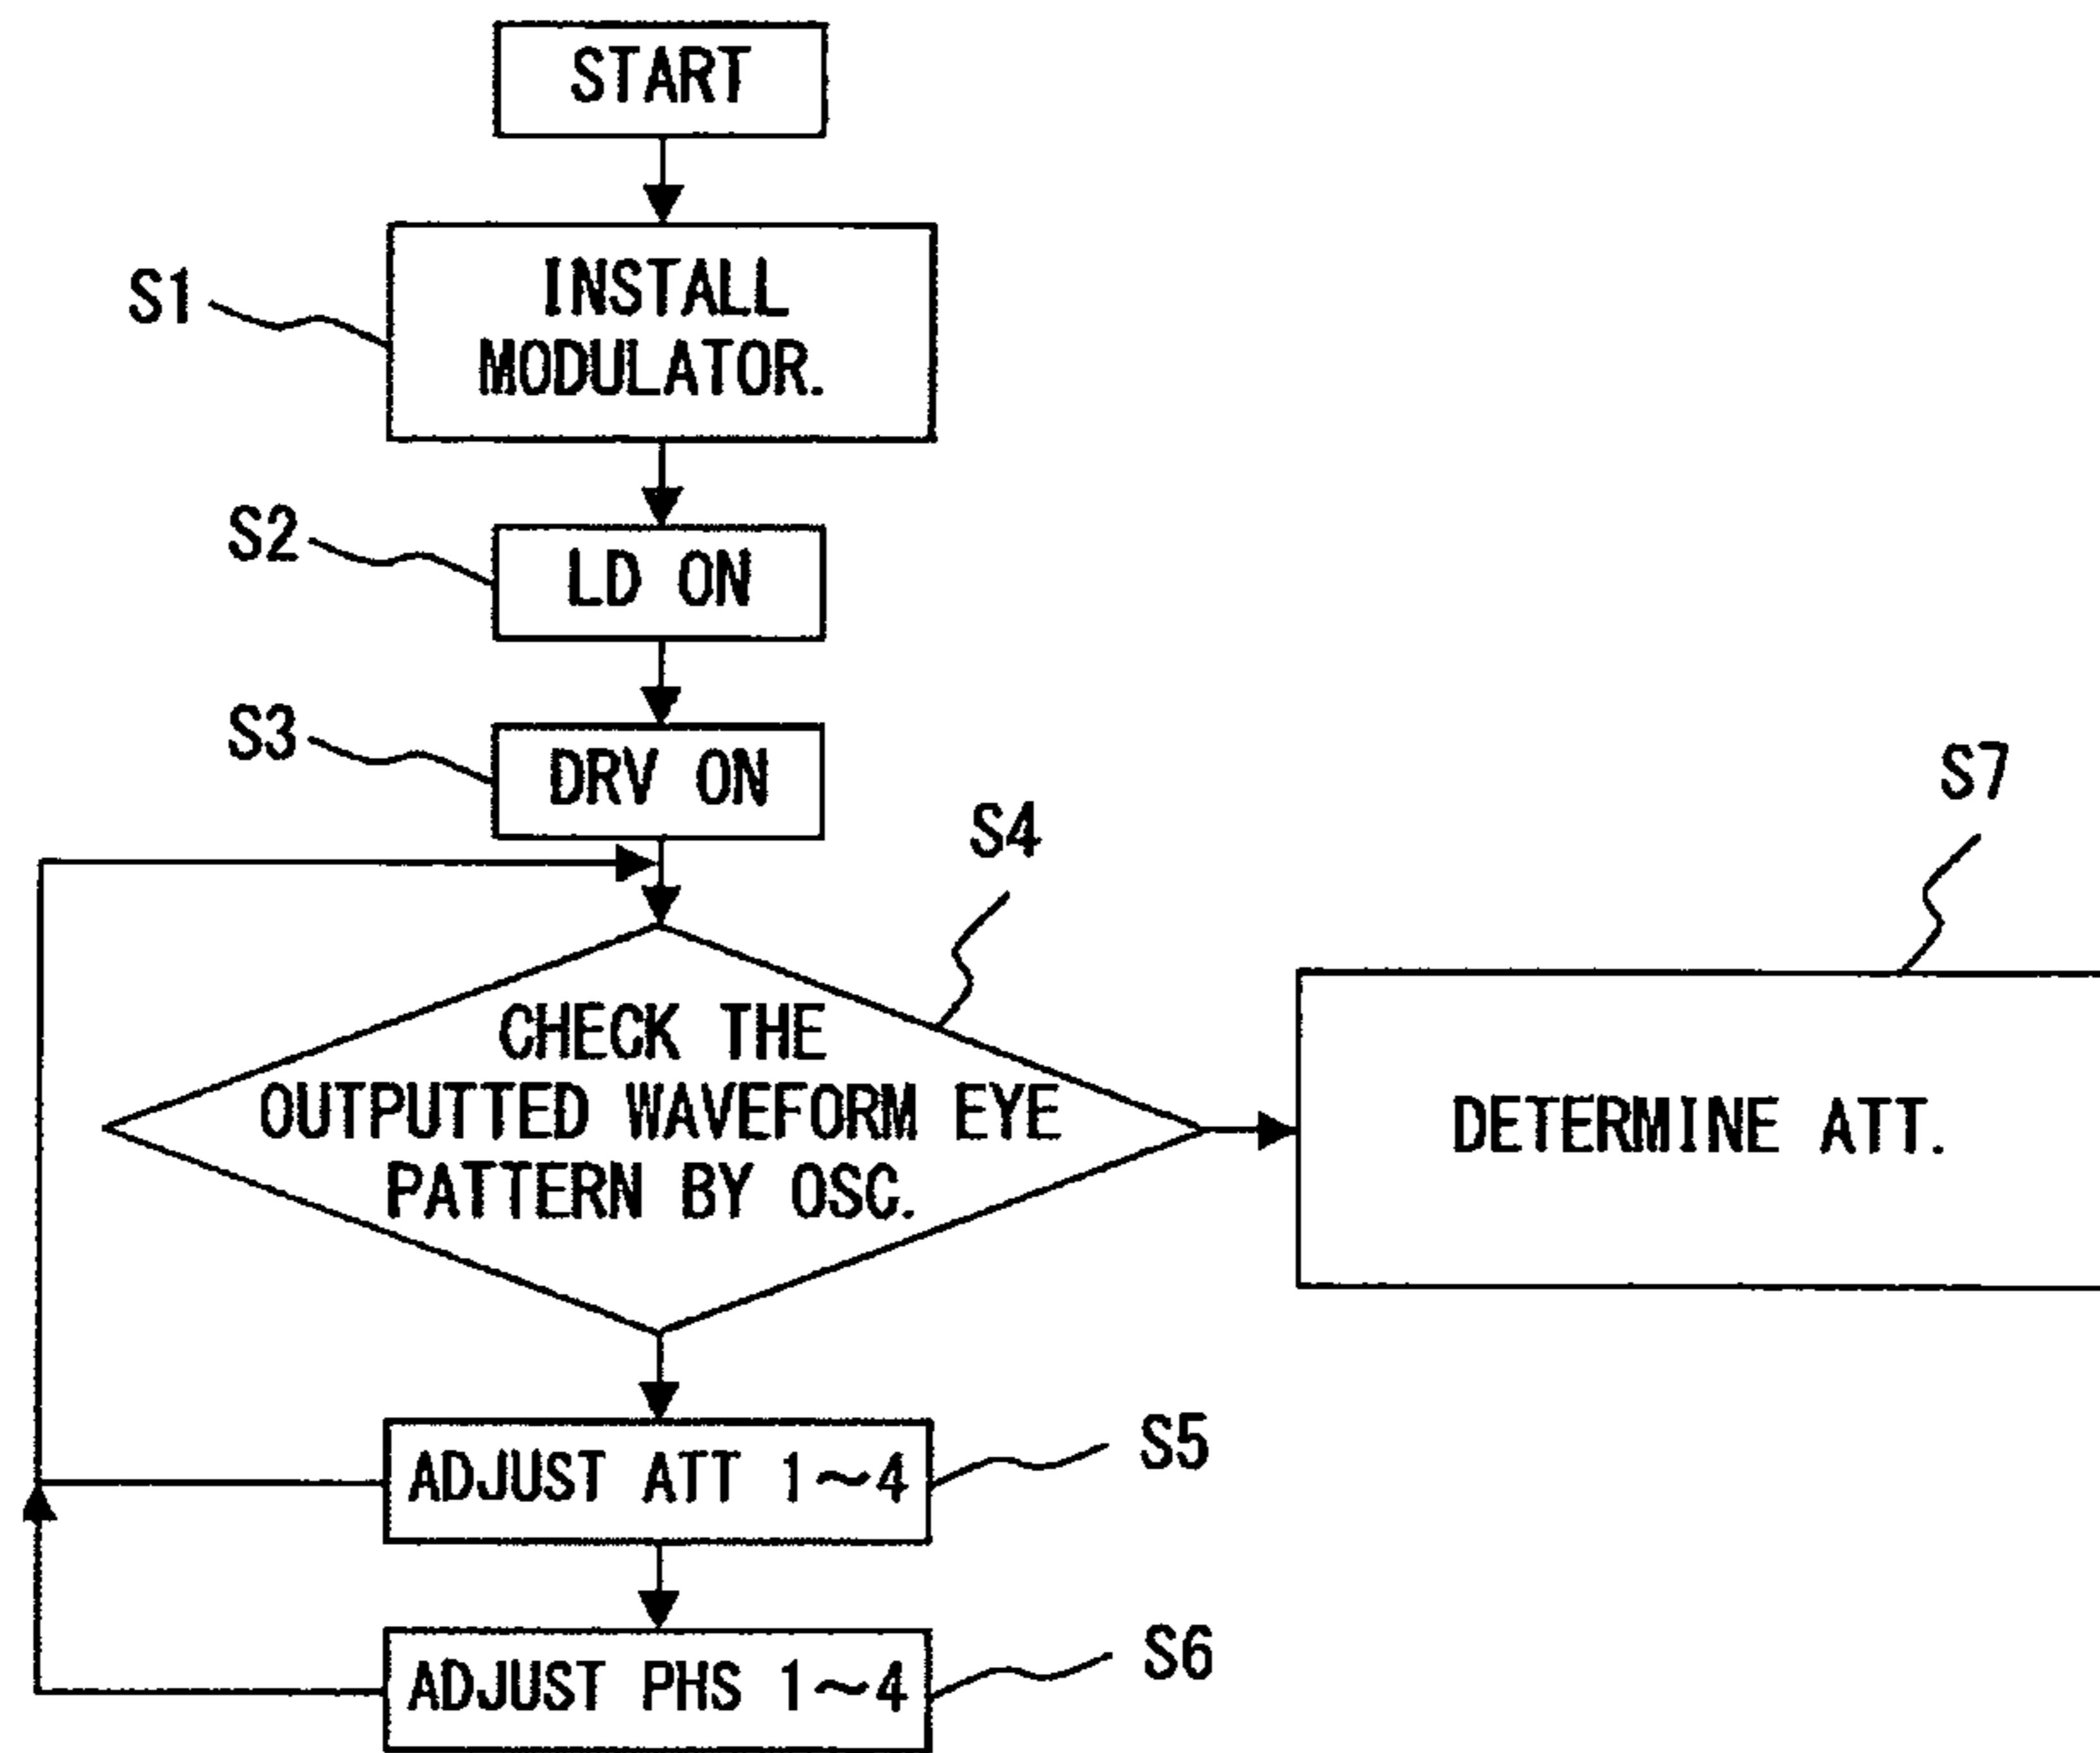 START
S1
INSTALL
MODULATOR.
S2
LD ON
S3
DRV ON
S4
S7
CHECK THE
OUTPUTTED WAVEFORM EYE
PATTERN BY OSC.
DETERMINE ATT.
ADJUST ATT 1〜4
S5
ADJUST PHS 1〜4
S6